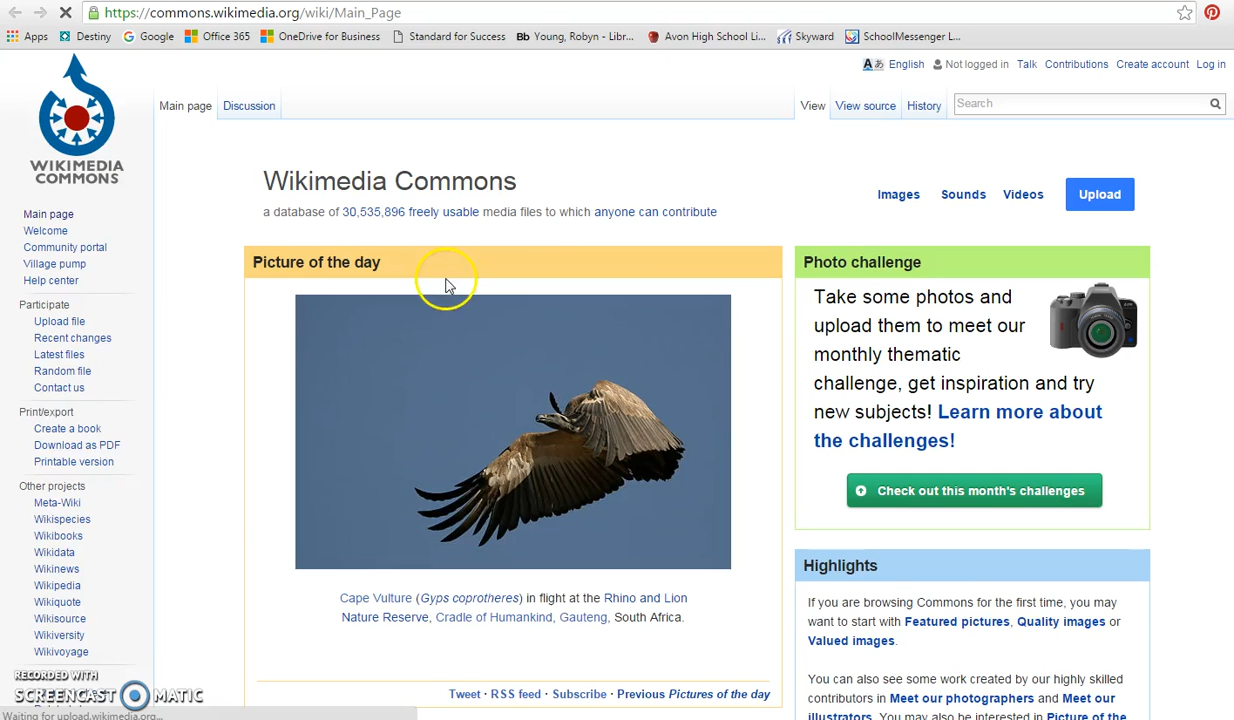 https://commons.wikimedia.org/wiki/Main_Page
Apps Destiny Google Office 365 OneDrive for Business Standard for Success Bb Young, Robyn - Libr... Avon High School Li... Skyward SchoolMessenger L...
English Not logged in Talk Contributions Create account Log in
Main page Discussion View View source History Search
WIKIMEDIA
COMMONS
Main page
Welcome
Community portal
Village pump
Help center
Participate
Upload file
Recent changes
Latest files
Random file
Contact us
Print/export
Create a book
Download as PDF
Printable version
Other projects
Meta-Wiki
Wikispecies
Wikibooks
Wikidata
Wikinews
Wikipedia
Wikiquote
Wikisource
Wikiversity
Wikivoyage
Wikimedia Commons
a database of 30,535,896 freely usable media files to which anyone can contribute
Images Sounds Videos Upload
Picture of the day
Cape Vulture (Gyps coprotheres) in flight at the Rhino and Lion
Nature Reserve, Cradle of Humankind, Gauteng, South Africa.
Tweet · RSS feed · Subscribe · Previous Pictures of the day
Photo challenge
Take some photos and
upload them to meet our
monthly thematic
challenge, get inspiration and try
new subjects! Learn more about
the challenges!
Check out this month's challenges
Highlights
If you are browsing Commons for the first time, you may
want to start with Featured pictures, Quality images or
Valued images.
You can also see some work created by our highly skilled
contributors in Meet our photographers and Meet our
illustrators. You may also be interested in Picture of the
RECORDED WITH
SCREENCAST MATIC
Waiting for upload.wikimedia.org...